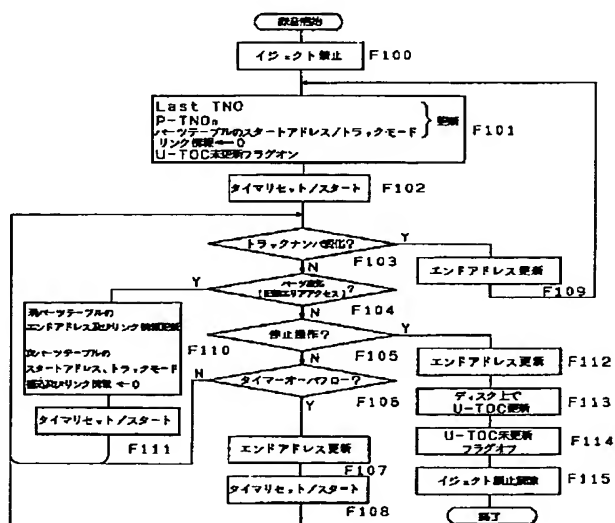 録音開始
イジェクト禁止 F100
Last TNO
P-TNOn
パーツテーブルのスタートアドレス/トラックモード } 更新
リンク情報←0
U-TOC未更新フラグオン
F101
タイマリセット/スタート F102
トラックナンバ変化? Y
N F103
エンドアドレス更新
F109
Y パーツ変化
?
N F104
現パーツテーブルの
エンドアドレス及びリンク情報更新
次パーツテーブルの
スタートアドレス、トラックモード
及びリンク情報 ←0
F110
停止操作? Y
N F105
エンドアドレス更新 F112
N タイマーオーバフロー?
Y F106
ディスク上で
U-TOC更新 F113
タイマリセット/スタート
F111
エンドアドレス更新
F107
U-TOC未更新
フラグオフ F114
タイマリセット/スタート
F108
イジェクト禁止解除 F115
終了